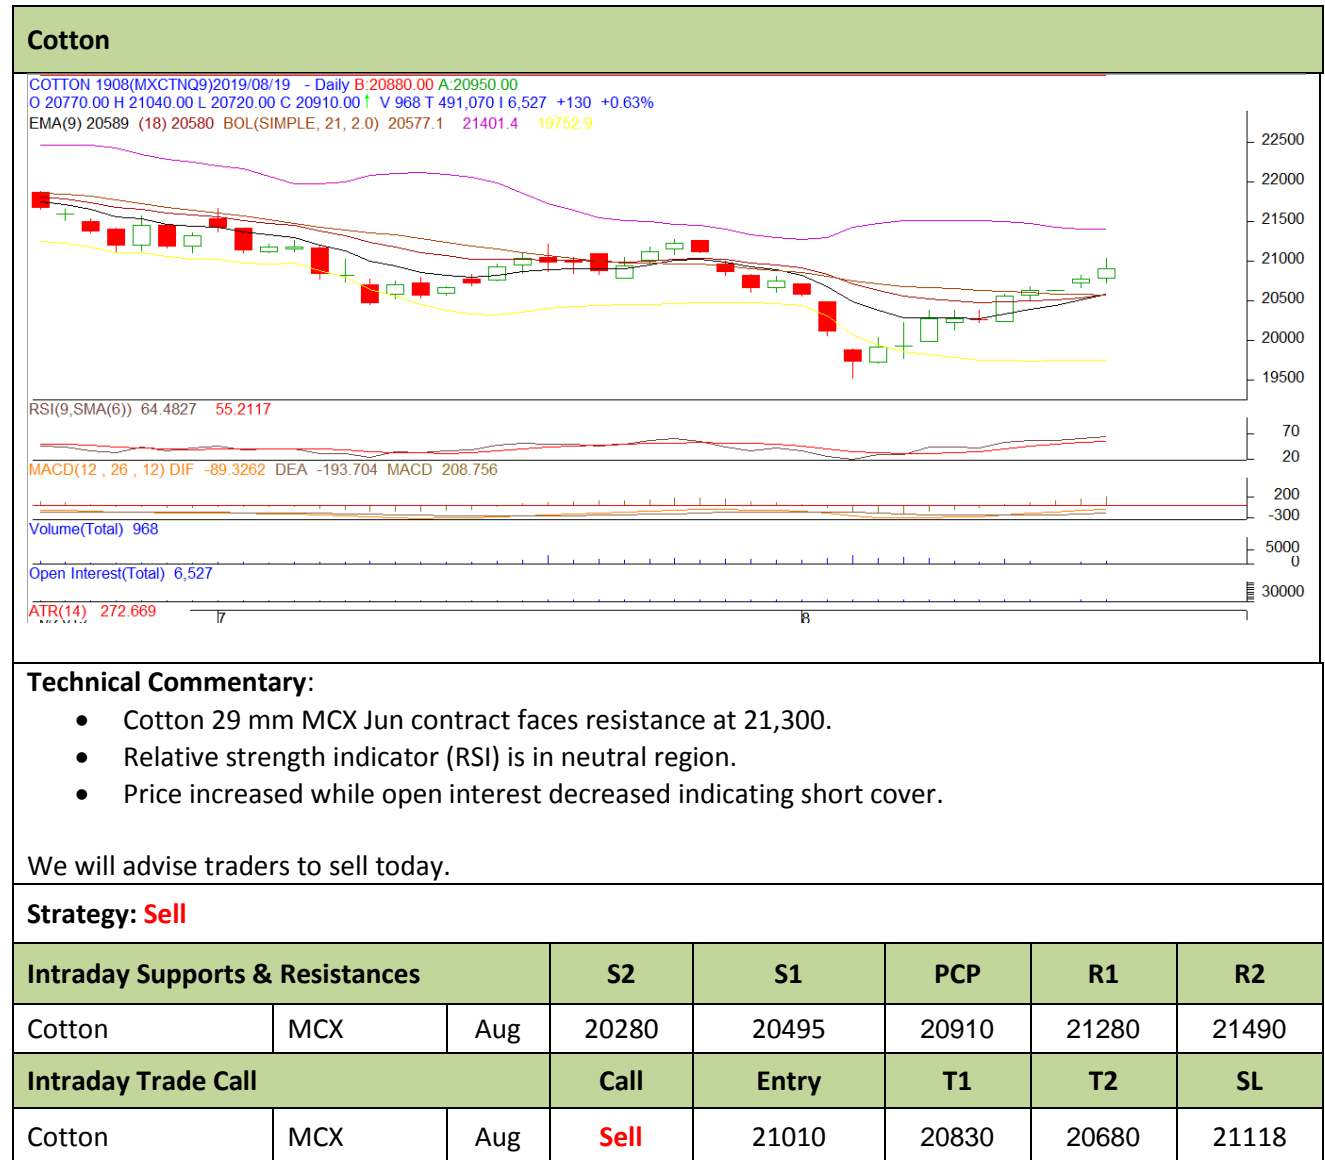 Cotton
COTTON 1908(MXCTNQ9)2019/08/19 - Daily B:20880.00 A:20950.00
O 20770.00 H 21040.00 L 20720.00 C 20910.00↑ V 968 T 491,070 I 6,527 +130 +0.63%
EMA(9) 20589 (18) 20580 BOL(SIMPLE, 21, 2.0) 20577.1 21401.4 19752.9
22500
22000
21500
21000
20500
20000
19500
RSI(9,SMA(6)) 64.4827 55.2117
70
20
MACD(12 , 26 , 12) DIF -89.3262 DEA -193.704 MACD 208.756
200
-300
Volume(Total) 968
5000
0
Open Interest(Total) 6,527
30000
ATR(14) 272.669
7 8
Technical Commentary:
• Cotton 29 mm MCX Jun contract faces resistance at 21,300.
• Relative strength indicator (RSI) is in neutral region.
• Price increased while open interest decreased indicating short cover.
We will advise traders to sell today.
Strategy: Sell
Intraday Supports & Resistances S2 S1 PCP R1 R2
Cotton MCX Aug 20280 20495 20910 21280 21490
Intraday Trade Call Call Entry T1 T2 SL
Cotton MCX Aug Sell 21010 20830 20680 21118